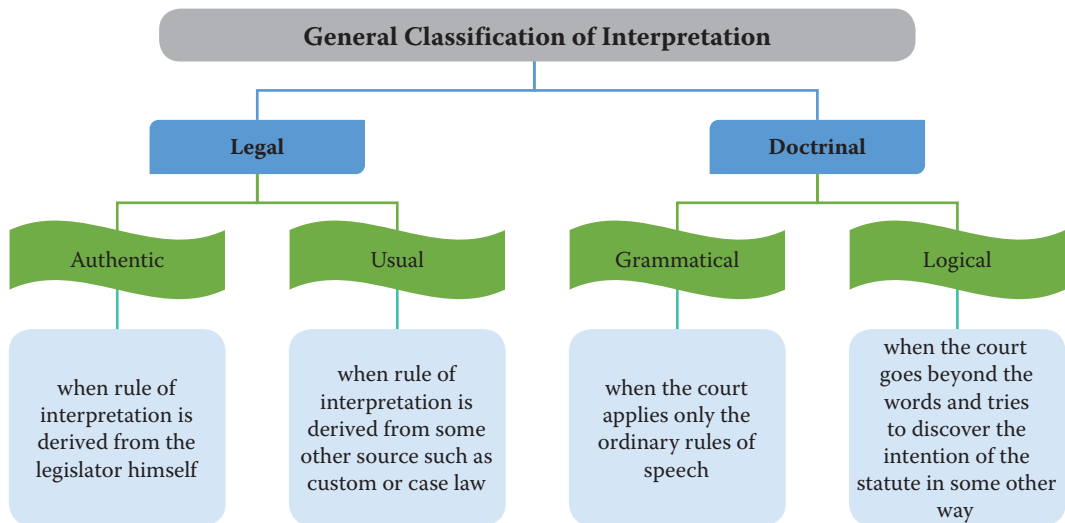 General Classification of Interpretation
Legal
Doctrinal
Authentic
Usual
Grammatical
Logical
when rule of
interpretation is
derived from the
legislator himself
when rule of
interpretation is
derived from some
other source such as
custom or case law
when the court
applies only the
ordinary rules of
speech
when the court
goes beyond the
words and tries
to discover the
intention of the
statute in some other
way